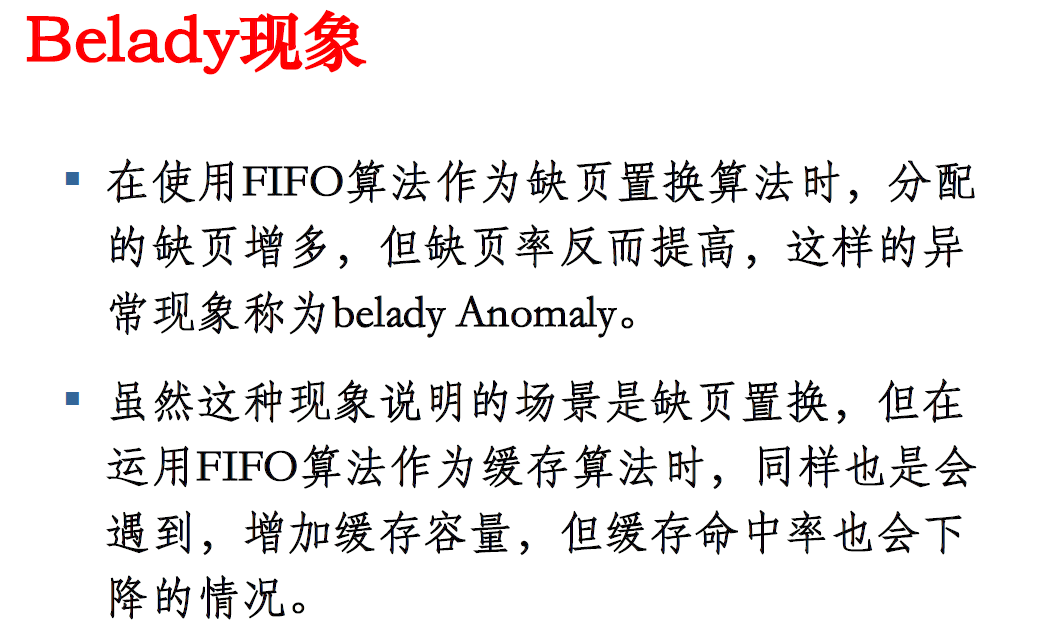 Belady现象
在使用FIFO算法作为缺页置换算法时，分配
的缺页增多，但缺页率反而提高，这样的异
常现象称为belady Anomaly。
虽然这种现象说明的场景是缺页置换，但在
运用FIFO算法作为缓存算法时，同样也是会
遇到，增加缓存容量，但缓存命中率也会下
降的情况。